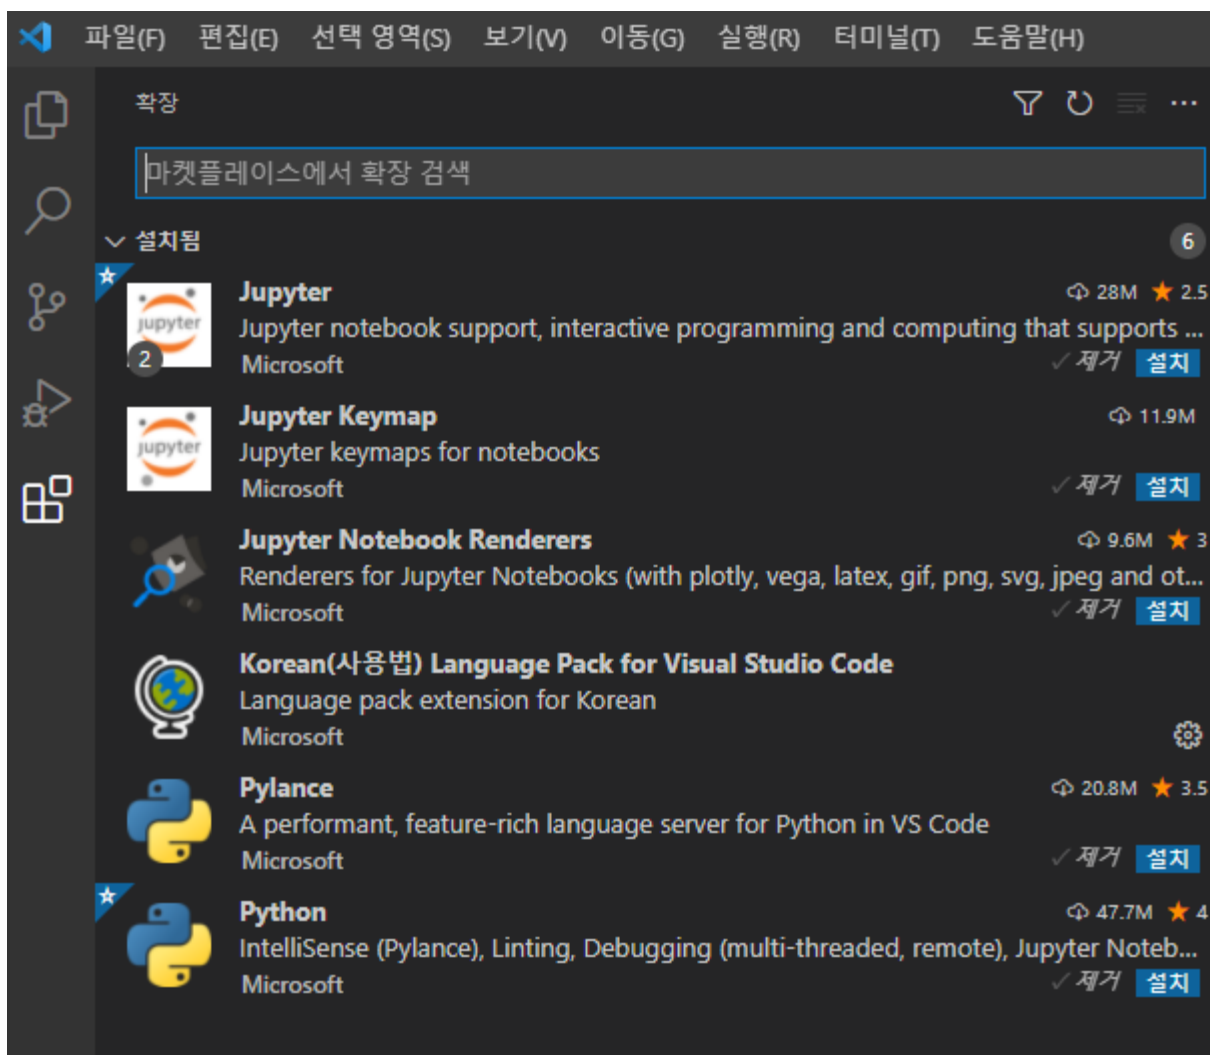 파일(F) 편집(E) 선택 영역(S) 보기(V) 이동(G) 실행(R) 터미널(T) 도움말(H)
확장
마켓플레이스에서 확장 검색
설치됨 6
Jupyter 28M 2.5
Jupyter notebook support, interactive programming and computing that supports ...
Microsoft 제거 설치
jupyter
2
Jupyter Keymap 11.9M
Jupyter keymaps for notebooks
Microsoft 제거 설치
jupyter
Jupyter Notebook Renderers 9.6M 3
Renderers for Jupyter Notebooks (with plotly, vega, latex, gif, png, svg, jpeg and ot...
Microsoft 제거 설치
Korean(사용법) Language Pack for Visual Studio Code
Language pack extension for Korean
Microsoft
Pylance 20.8M 3.5
A performant, feature-rich language server for Python in VS Code
Microsoft 제거 설치
Python 47.7M 4
IntelliSense (Pylance), Linting, Debugging (multi-threaded, remote), Jupyter Noteb...
Microsoft 제거 설치